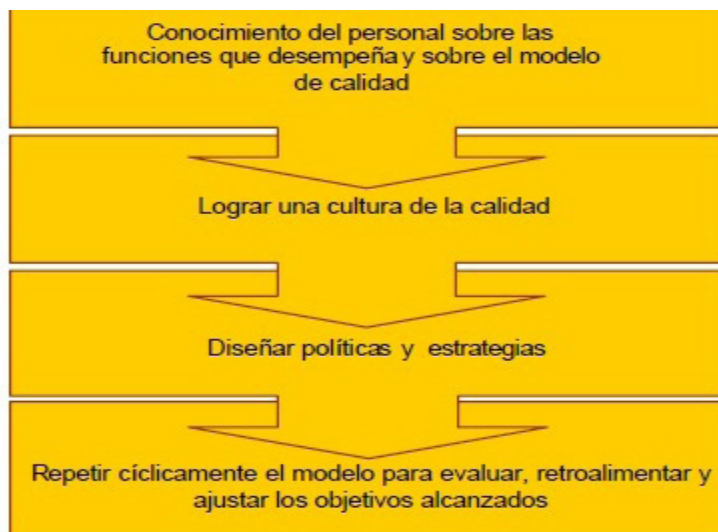 Conocimiento del personal sobre las
funciones que desempeña y sobre el modelo
de calidad
Lograr una cultura de la calidad
Diseñar políticas y estrategias
Repetir cíclicamente el modelo para evaluar, retroalimentar y
ajustar los objetivos alcanzados